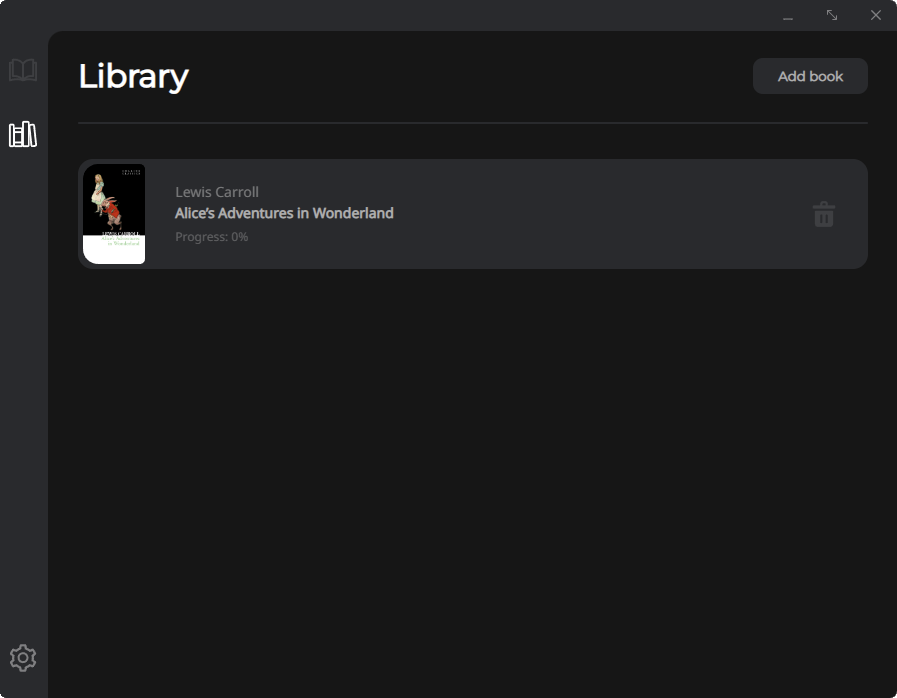 Library
Add book
Lewis Carroll
Alice’s Adventures in Wonderland
Progress: 0%
LEWIS CARROLL
Alice's Adventures
in Wonderland